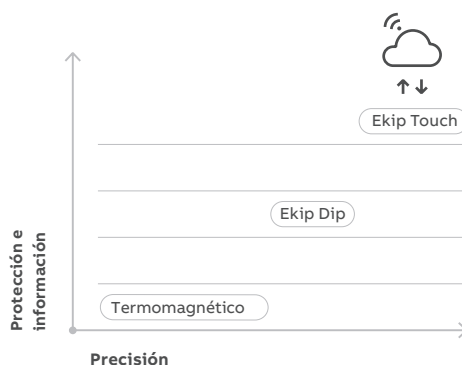 Ekip Touch
Ekip Dip
Protección e
información
Termomagnético
Precisión